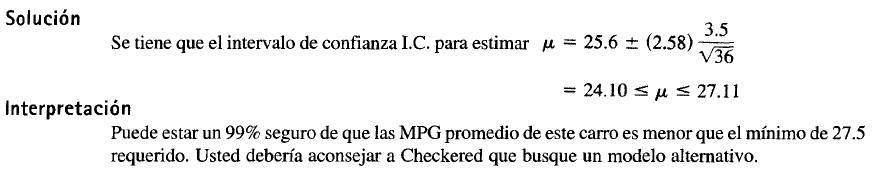 Solución
Se tiene que el intervalo de confianza I.C. para estimar μ = 25.6 ± (2.58) 3.5/√36
= 24.10 ≤ μ ≤ 27.11
Interpretación
Puede estar un 99% seguro de que las MPG promedio de este carro es menor que el mínimo de 27.5
requerido. Usted debería aconsejar a Checkered que busque un modelo alternativo.